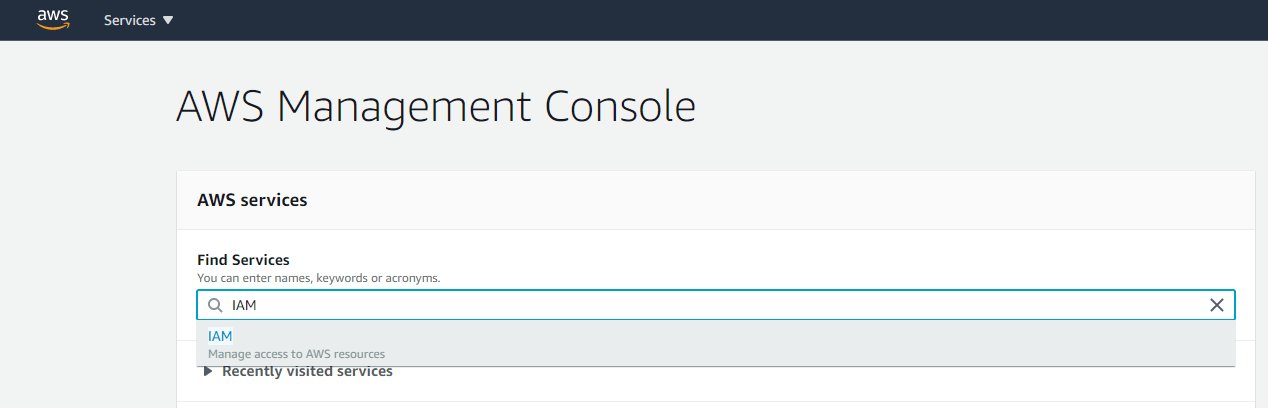 aws
Services
AWS Management Console
AWS services
Find Services
You can enter names, keywords or acronyms.
IAM
IAM
Manage access to AWS resources
Recently visited services